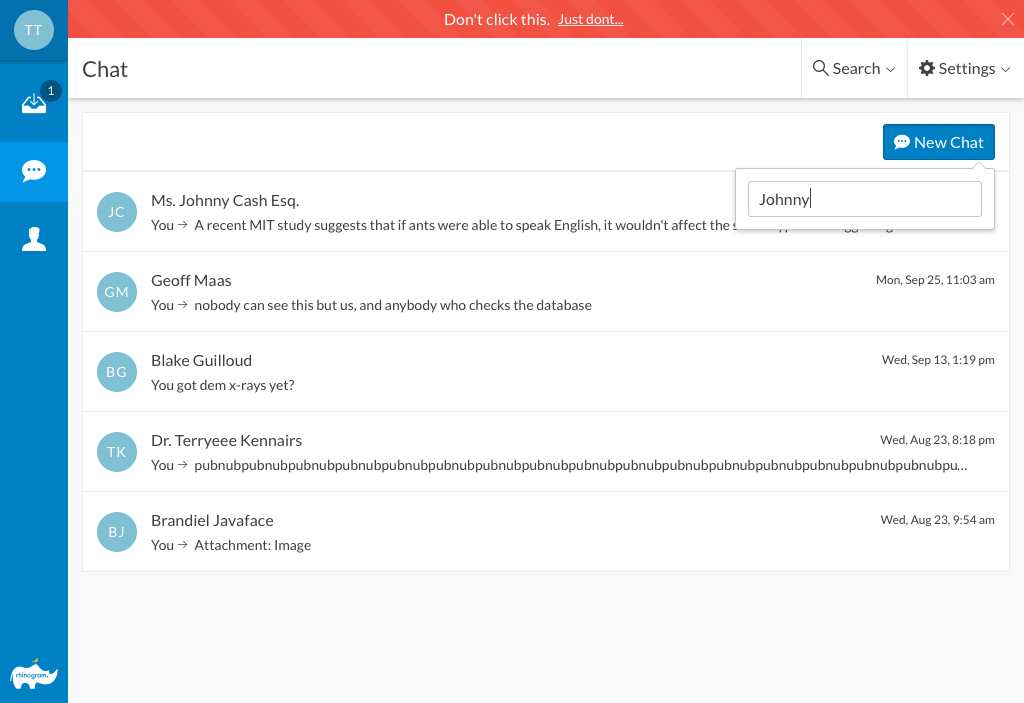 TT
Don't click this. Just dont...
1
Chat
Search
Settings
New Chat
Johnny
JC
Ms. Johnny Cash Esq.
You → A recent MIT study suggests that if ants were able to speak English, it wouldn't affect the
GM
Geoff Maas
Mon, Sep 25, 11:03 am
You → nobody can see this but us, and anybody who checks the database
BG
Blake Guilloud
Wed, Sep 13, 1:19 pm
You got dem x-rays yet?
TK
Dr. Terryeee Kennairs
Wed, Aug 23, 8:18 pm
You → pubnubpubnubpubnubpubnubpubnubpubnubpubnubpubnubpubnubpubnubpubnubpubnubpubnubpubnubpubnubpubnubpu...
BJ
Brandiel Javaface
Wed, Aug 23, 9:54 am
You → Attachment: Image
rhinogram